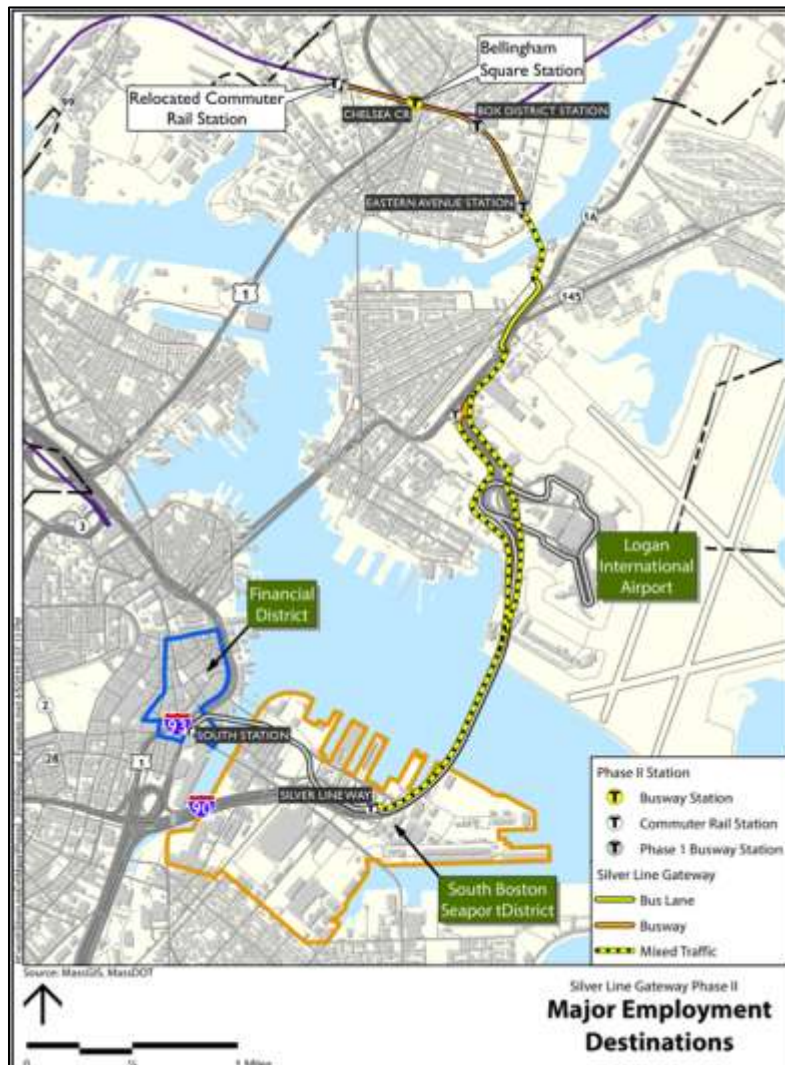 Bellingham
Square Station
99
Relocated Commuter
Rail Station
CHELSEA CR
BOX DISTRICT STATION
EASTERN AVENUE STATION
1A
1
145
3
Logan
International
Airport
Financial
District
2
93
SOUTH STATION
28
1
90
SILVER LINE WAY
South Boston
Seapor tDistrict
Phase II Station
T Busway Station
T Commuter Rail Station
T Phase 1 Busway Station
Silver Line Gateway
Bus Lane
Busway
Mixed Traffic
Source: MassGIS, MassDOT
Silver Line Gateway Phase II
Major Employment
Destinations
0 ½ 1 Miles